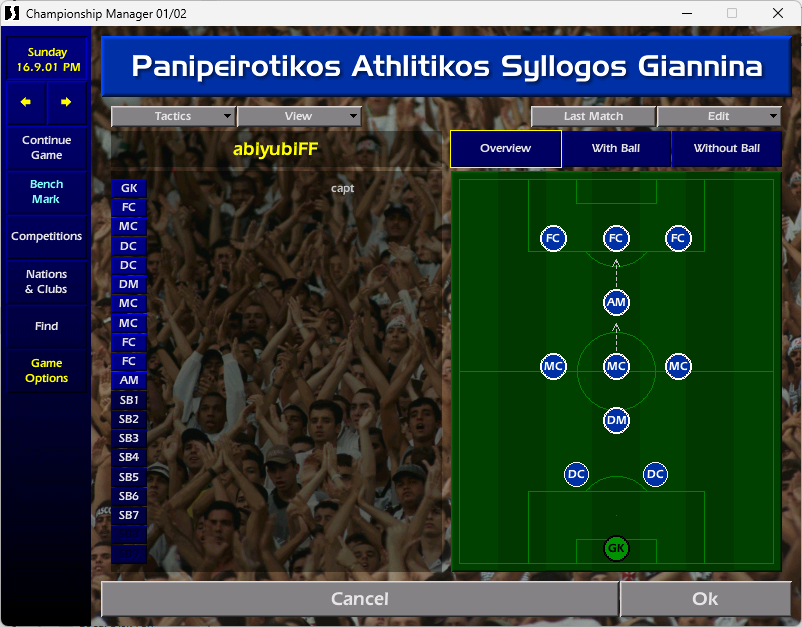 Championship Manager 01/02
Sunday
16.9.01 PM
Continue
Game
Bench
Mark
Competitions
Nations
& Clubs
Find
Game
Options
Panipeirotikos Athlitikos Syllogos Giannina
Tactics
View
Last Match
Edit
abiyubiFF
Overview
With Ball
Without Ball
GK
capt
FC
MC
DC
DC
DM
MC
MC
FC
FC
AM
SB1
SB2
SB3
SB4
SB5
SB6
SB7
FC FC FC
AM
MC MC MC
DM
DC DC
GK
Cancel
Ok